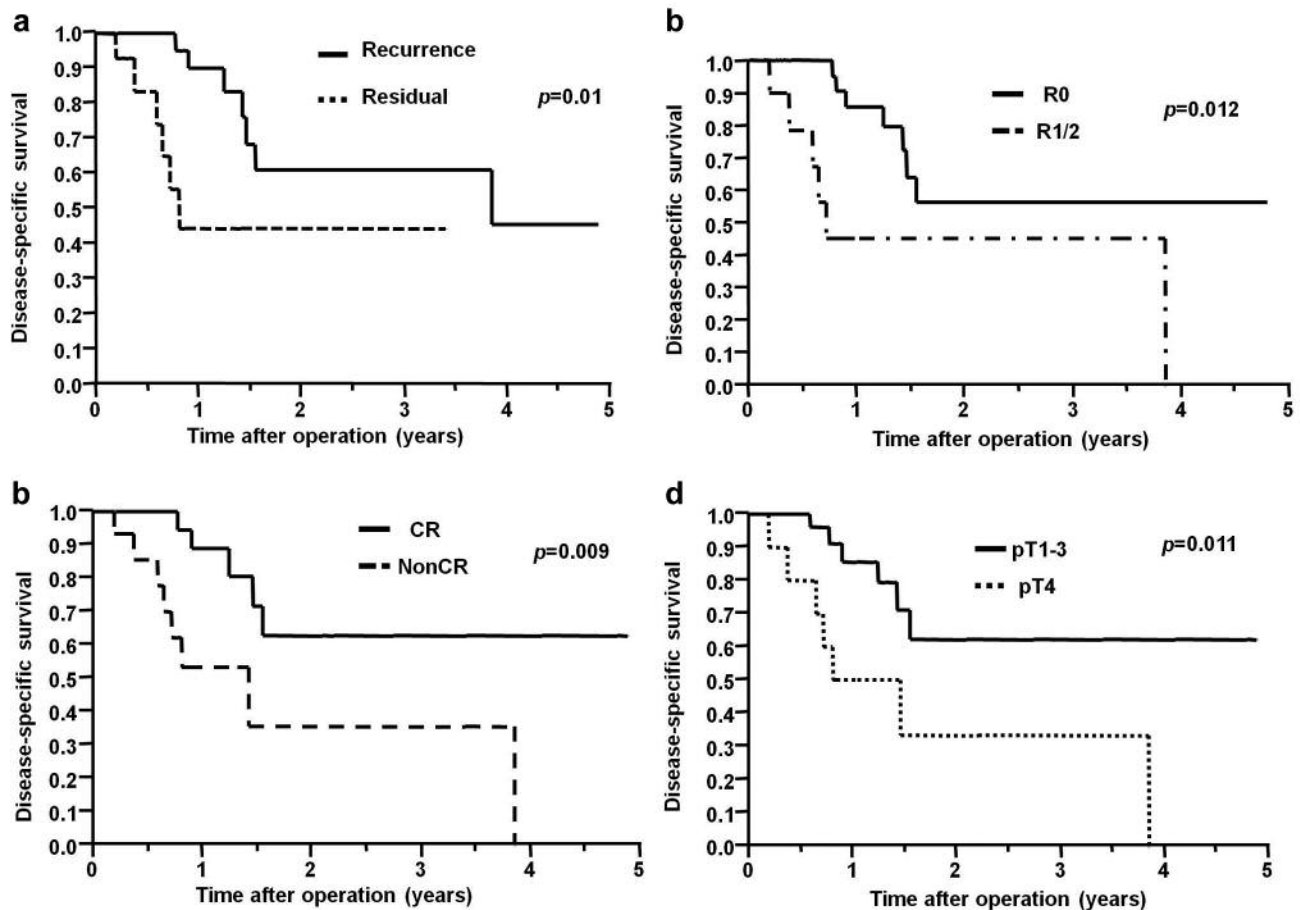 a
Disease-specific survival
1.0
0.9
0.8
0.7
0.6
0.5
0.4
0.3
0.2
0.1
0.0
Recurrence
Residual
p=0.01
0 1 2 3 4 5
Time after operation (years)
b
Disease-specific survival
1.0
0.9
0.8
0.7
0.6
0.5
0.4
0.3
0.2
0.1
0.0
R0
R1/2
p=0.012
0 1 2 3 4 5
Time after operation (years)
b
Disease-specific survival
1.0
0.9
0.8
0.7
0.6
0.5
0.4
0.3
0.2
0.1
0.0
CR
NonCR
p=0.009
0 1 2 3 4 5
Time after operation (years)
d
Disease-specific survival
1.0
0.9
0.8
0.7
0.6
0.5
0.4
0.3
0.2
0.1
0.0
pT1-3
pT4
p=0.011
0 1 2 3 4 5
Time after operation (years)